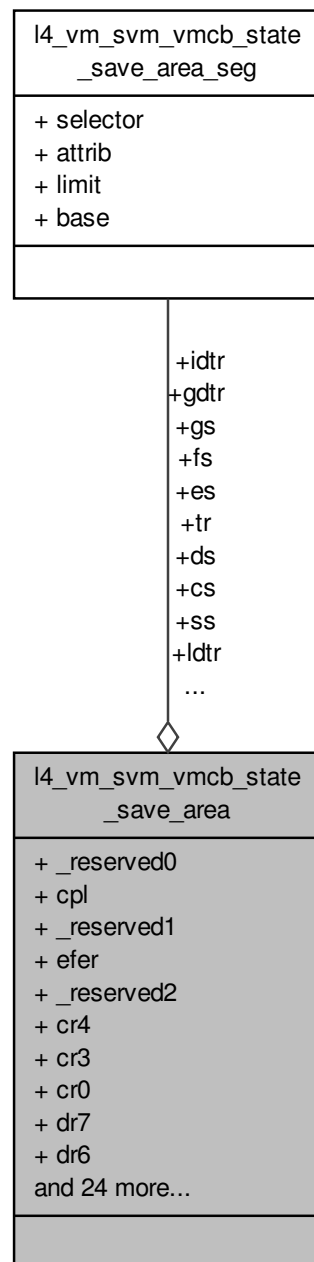 l4_vm_svm_vmcb_state
_save_area_seg
+ selector
+ attrib
+ limit
+ base
+idtr
+gdtr
+gs
+fs
+es
+tr
+ds
+cs
+ss
+ldtr
...
l4_vm_svm_vmcb_state
_save_area
+ _reserved0
+ cpl
+ _reserved1
+ efer
+ _reserved2
+ cr4
+ cr3
+ cr0
+ dr7
+ dr6
and 24 more...